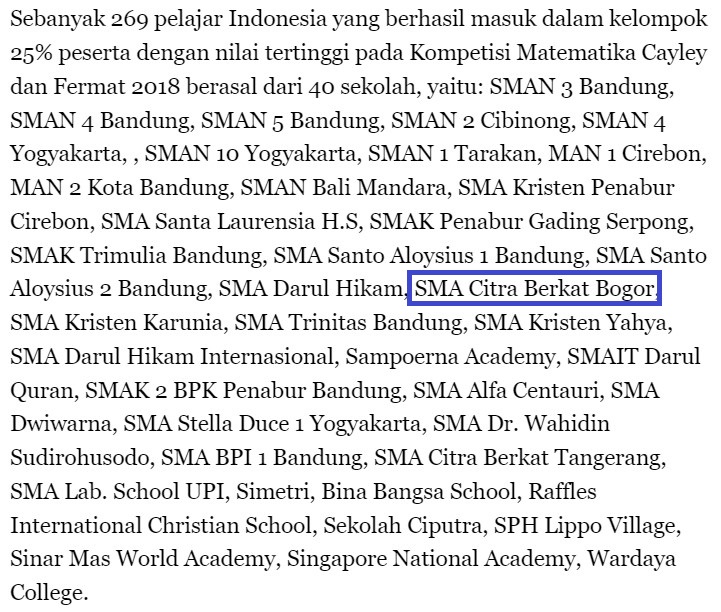 Sebanyak 269 pelajar Indonesia yang berhasil masuk dalam kelompok
25% peserta dengan nilai tertinggi pada Kompetisi Matematika Cayley
dan Fermat 2018 berasal dari 40 sekolah, yaitu: SMAN 3 Bandung,
SMAN 4 Bandung, SMAN 5 Bandung, SMAN 2 Cibinong, SMAN 4
Yogyakarta, , SMAN 10 Yogyakarta, SMAN 1 Tarakan, MAN 1 Cirebon,
MAN 2 Kota Bandung, SMAN Bali Mandara, SMA Kristen Penabur
Cirebon, SMA Santa Laurensia H.S, SMAK Penabur Gading Serpong,
SMAK Trimulia Bandung, SMA Santo Aloysius 1 Bandung, SMA Santo
Aloysius 2 Bandung, SMA Darul Hikam, SMA Citra Berkat Bogor,
SMA Kristen Karunia, SMA Trinitas Bandung, SMA Kristen Yahya,
SMA Darul Hikam Internasional, Sampoerna Academy, SMAIT Darul
Quran, SMAK 2 BPK Penabur Bandung, SMA Alfa Centauri, SMA
Dwiwarna, SMA Stella Duce 1 Yogyakarta, SMA Dr. Wahidin
Sudirohusodo, SMA BPI 1 Bandung, SMA Citra Berkat Tangerang,
SMA Lab. School UPI, Simetri, Bina Bangsa School, Raffles
International Christian School, Sekolah Ciputra, SPH Lippo Village,
Sinar Mas World Academy, Singapore National Academy, Wardaya
College.